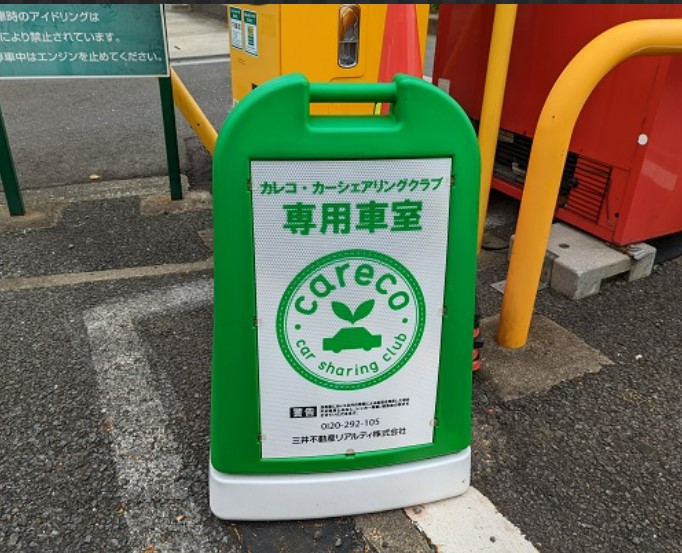 車時のアイドリングは
により禁止されています。
車中はエンジンを止めてください。
カレコ・カーシェアリングクラブ
専用車室
careco
car sharing club
警告
0120-292-105
三井不動産リアルティ株式会社